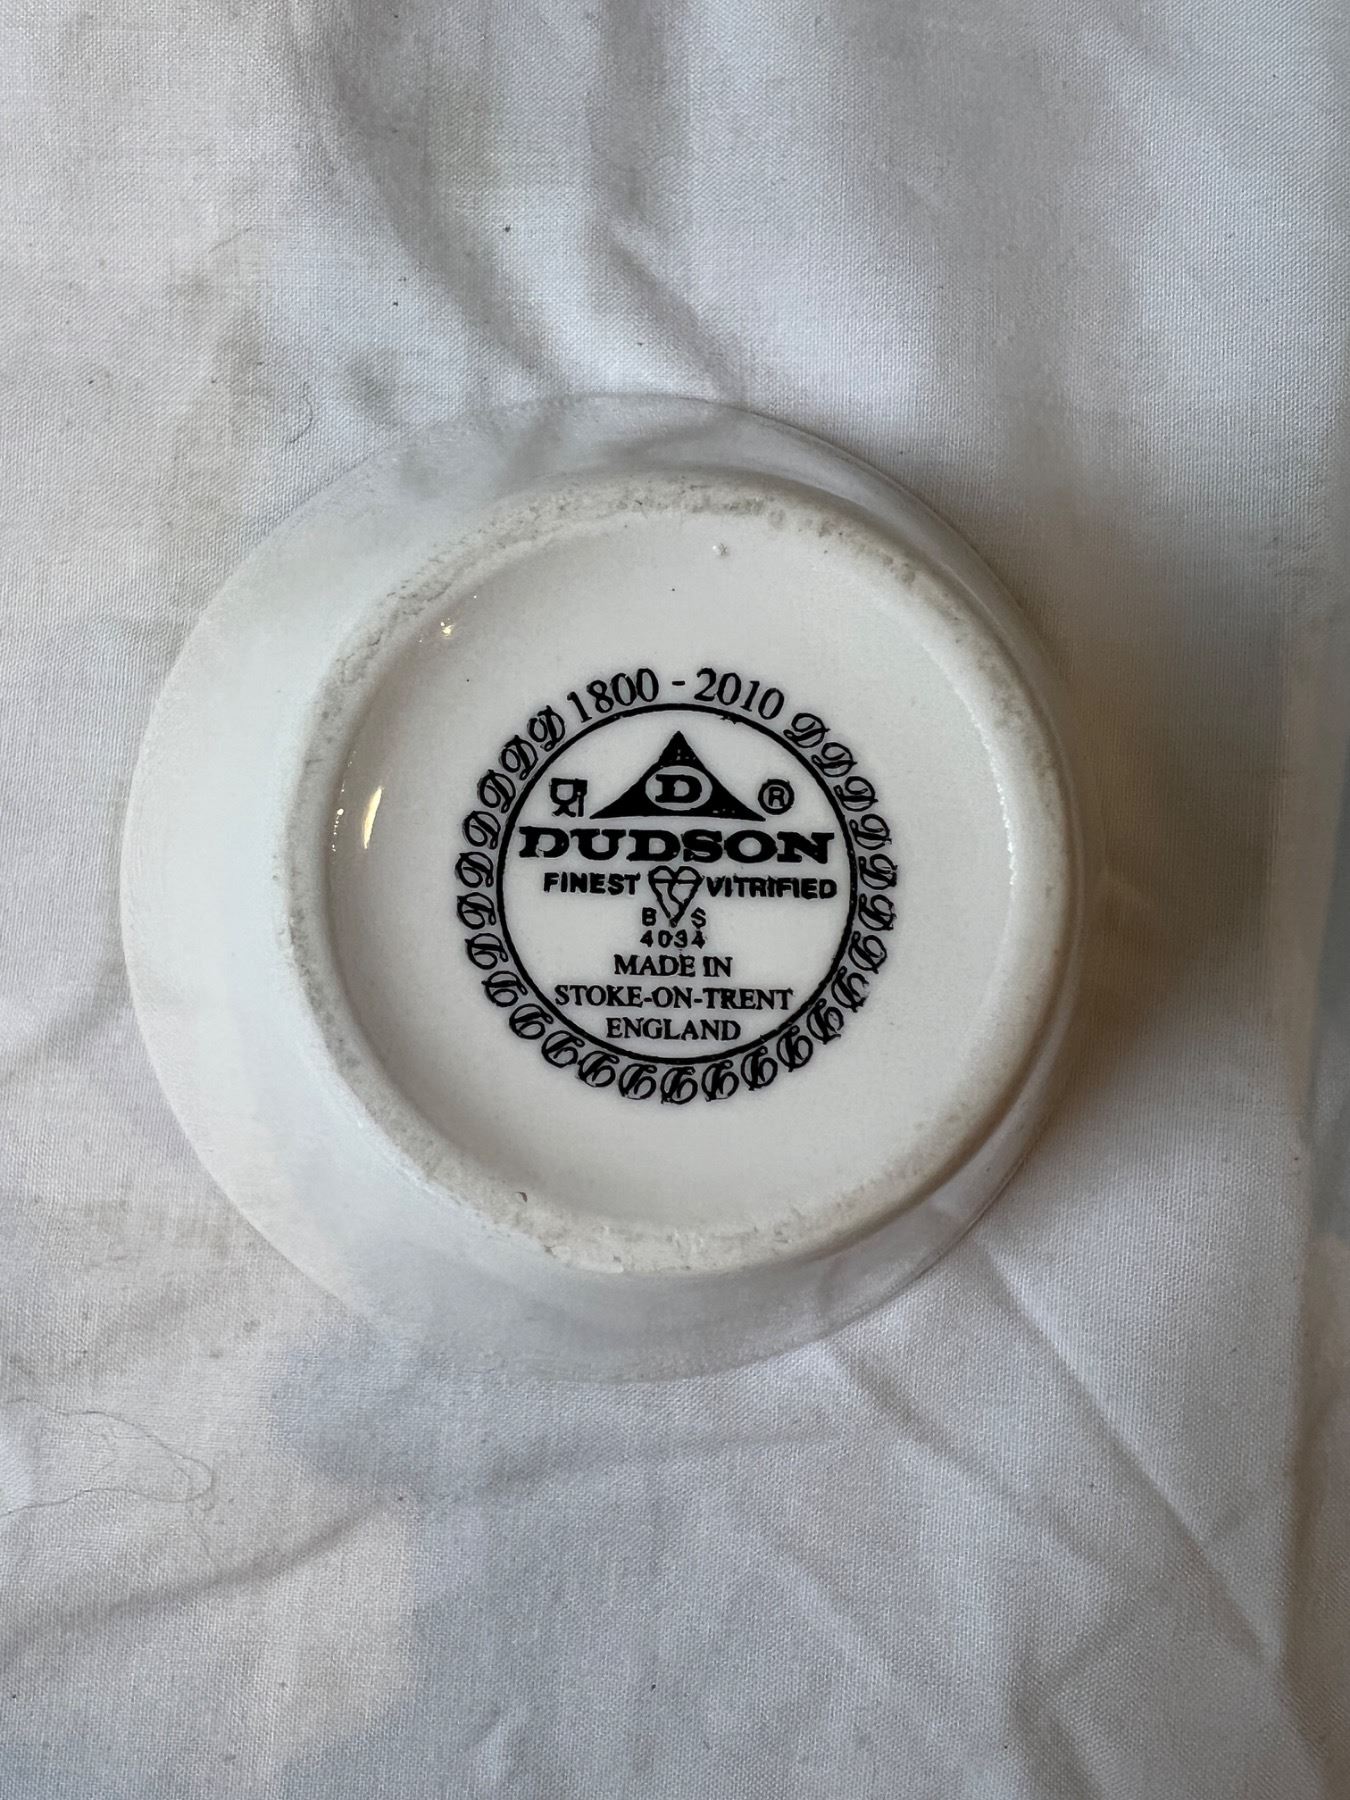 1800 - 2010
D ®
DUDSON
FINEST VITRIFIED
B S
4034
MADE IN
STOKE-ON-TRENT
ENGLAND
D D D D D D D D D D D D D D D D D D D D D D D D D D D D D